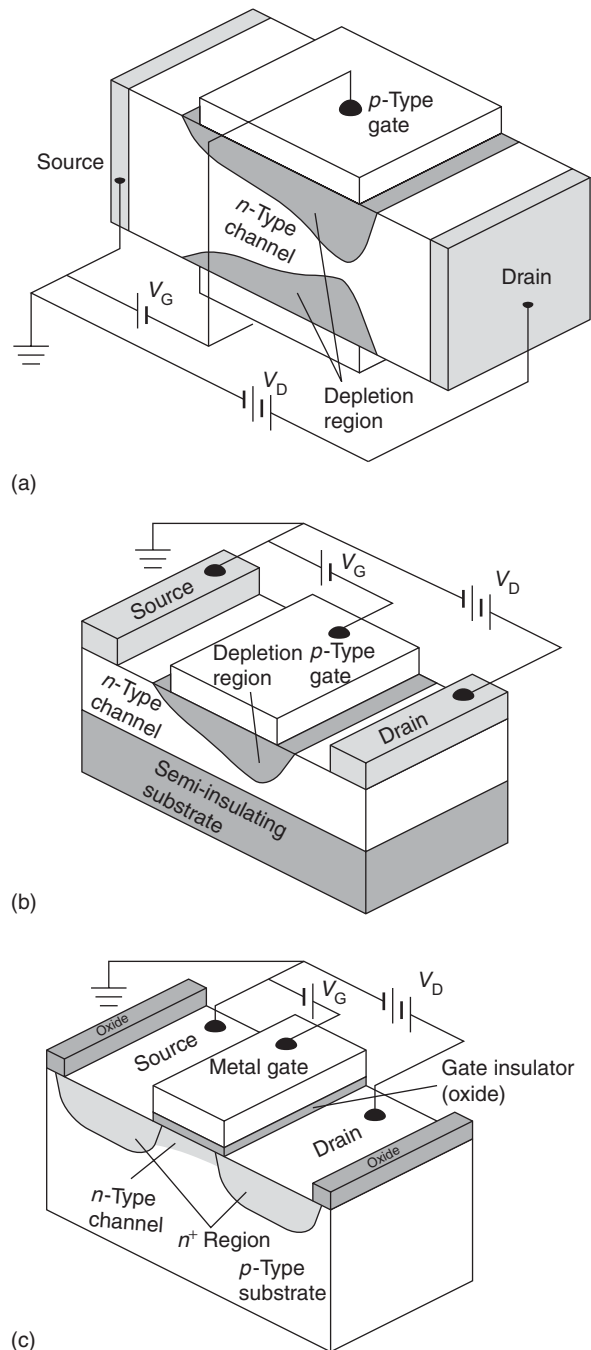 p-Type
gate
Source
n-Type
channel
Drain
V_G
V_D
Depletion
region
(a)
V_G
Source
V_D
Depletion
region
p-Type
gate
n-Type
channel
Drain
Semi-insulating
substrate
(b)
V_G
V_D
Oxide
Source
Metal gate
Gate insulator
(oxide)
Drain
Oxide
n-Type
channel
n⁺ Region
p-Type
substrate
(c)